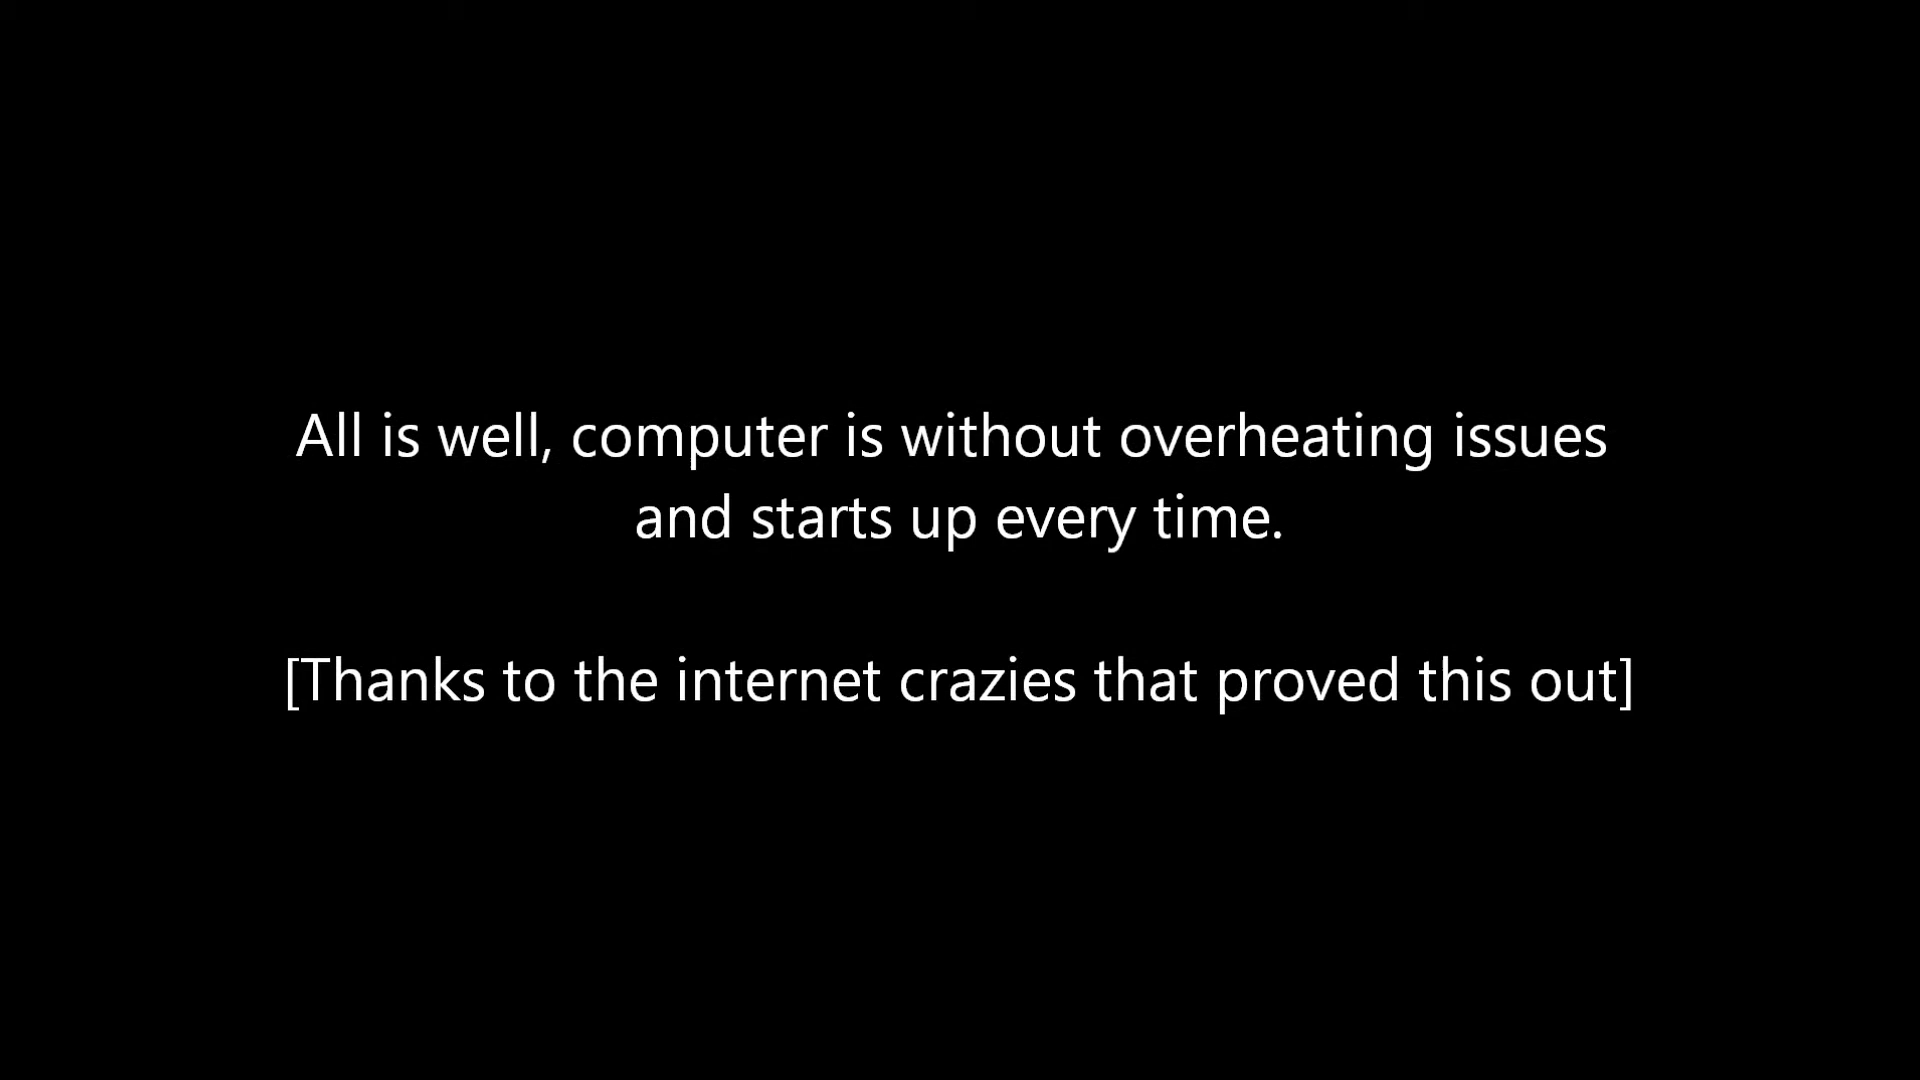 All is well, computer is without overheating issues
and starts up every time.
[Thanks to the internet crazies that proved this out]